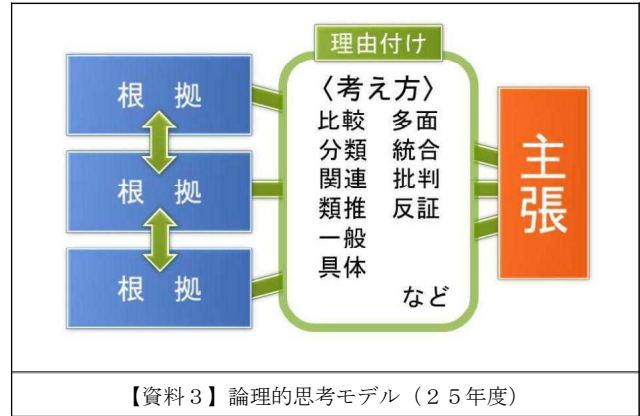 理由付け
根 拠
根 拠
根 拠
〈考え方〉
比較 多面
分類 統合
関連 批判
類推 反証
一般
具体
など
主張
【資料３】論理的思考モデル（２５年度）